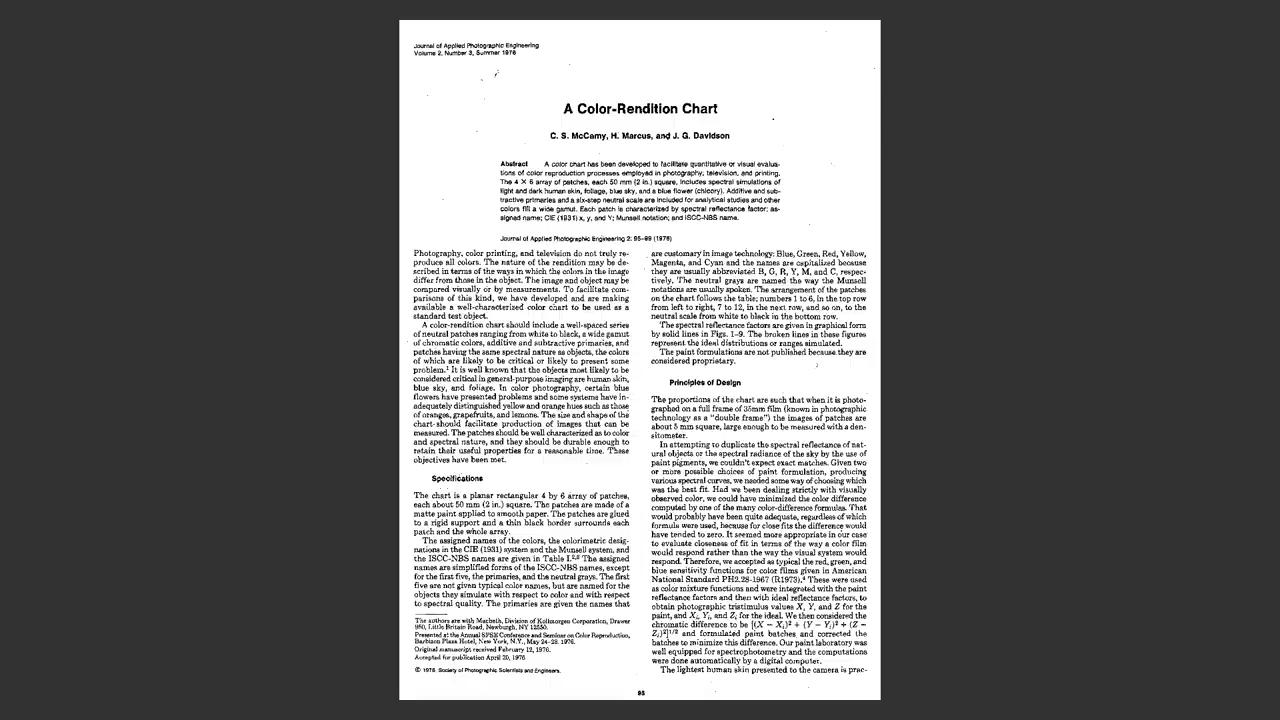 Journal of Applied Photographic Engineering
Volume 2, Number 3, Summer 1976
A Color-Rendition Chart
C. S. McCamy, H. Marcus, and J. G. Davidson
Abstract A color chart has been developed to facilitate quantitative or visual evalua-
tions of color reproduction processes employed in photography, television, and printing.
The 4 × 6 array of patches, each 50 mm (2 in.) square, includes spectral simulations of
light and dark human skin, foliage, blue sky, and a blue flower (chicory). Additive and sub-
tractive primaries and a six-step neutral scale are included for analytical studies and other
colors fill a wide gamut. Each patch is characterized by spectral reflectance factor; as-
signed name; CIE (1931) x, y, and Y; Munsell notation; and ISCC-NBS name.
Journal of Applied Photographic Engineering 2: 95-99 (1976)
Photography, color printing, and television do not truly re-
produce all colors. The nature of the rendition may be de-
scribed in terms of the ways in which the colors in the image
differ from those in the object. The image and object may be
compared visually or by measurements. To facilitate com-
parisons of this kind, we have developed and are making
available a well-characterized color chart to be used as a
standard test object.
A color-rendition chart should include a well-spaced series
of neutral patches ranging from white to black, a wide gamut
of chromatic colors, additive and subtractive primaries, and
patches having the same spectral nature as objects, the colors
of which are likely to be critical or likely to present some
problem.¹ It is well known that the objects most likely to be
considered critical in general-purpose imaging are human skin,
blue sky, and foliage. In color photography, certain blue
flowers have presented problems and some systems have in-
adequately distinguished yellow and orange hues such as those
of oranges, grapefruits, and lemons. The size and shape of the
chart should facilitate production of images that can be
measured. The patches should be well characterized as to color
and spectral nature, and they should be durable enough to
retain their useful properties for a reasonable time. These
objectives have been met.
Specifications
The chart is a planar rectangular 4 by 6 array of patches,
each about 50 mm (2 in.) square. The patches are made of a
matte paint applied to smooth paper. The patches are glued
to a rigid support and a thin black border surrounds each
patch and the whole array.
The assigned names of the colors, the colorimetric desig-
nations in the CIE (1931) system and the Munsell system, and
the ISCC-NBS names are given in Table I.²,³ The assigned
names are simplified forms of the ISCC-NBS names, except
for the first five, the primaries, and the neutral grays. The first
five are not given typical color names, but are named for the
objects they simulate with respect to color and with respect
to spectral quality. The primaries are given the names that
The authors are with Macbeth, Division of Kollmorgen Corporation, Drawer
950, Little Britain Road, Newburgh, NY 12550.
Presented at the Annual SPSE Conference and Seminar on Color Reproduction,
Barbizon Plaza Hotel, New York, N.Y., May 24-28, 1976.
Original manuscript received February 12, 1976.
Accepted for publication April 20, 1976.
© 1976, Society of Photographic Scientists and Engineers.
are customary in image technology: Blue, Green, Red, Yellow,
Magenta, and Cyan and the names are capitalized because
they are usually abbreviated B, G, R, Y, M, and C, respec-
tively. The neutral grays are named the way the Munsell
notations are usually spoken. The arrangement of the patches
on the chart follows the table; numbers 1 to 6, in the top row
from left to right, 7 to 12, in the next row, and so on, to the
neutral scale from white to black in the bottom row.
The spectral reflectance factors are given in graphical form
by solid lines in Figs. 1-9. The broken lines in these figures
represent the ideal distributions or ranges simulated.
The paint formulations are not published because they are
considered proprietary.
Principles of Design
The proportions of the chart are such that when it is photo-
graphed on a full frame of 35mm film (known in photographic
technology as a "double frame") the images of patches are
about 5 mm square, large enough to be measured with a den-
sitometer.
In attempting to duplicate the spectral reflectance of nat-
ural objects or the spectral radiance of the sky by the use of
paint pigments, we couldn't expect exact matches. Given two
or more possible choices of paint formulation, producing
various spectral curves, we needed some way of choosing which
was the best fit. Had we been dealing strictly with visually
observed color, we could have minimized the color difference
computed by one of the many color-difference formulas. That
would probably have been quite adequate, regardless of which
formula were used, because for close fits the difference would
have tended to zero. It seemed more appropriate in our case
to evaluate closeness of fit in terms of the way a color film
would respond rather than the way the visual system would
respond. Therefore, we accepted as typical the red, green, and
blue sensitivity functions for color films given in American
National Standard PH2.28-1967 (R1973).⁴ These were used
as color mixture functions and were integrated with the paint
reflectance factors and then with ideal reflectance factors, to
obtain photographic tristimulus values X, Y, and Z for the
paint, and Xᵢ, Yᵢ, and Zᵢ for the ideal. We then considered the
chromatic difference to be [(X − Xᵢ)² + (Y − Yᵢ)² + (Z −
Zᵢ)²]¹/² and formulated paint batches and corrected the
batches to minimize this difference. Our paint laboratory was
well equipped for spectrophotometry and the computations
were done automatically by a digital computer.
The lightest human skin presented to the camera is prac-
95